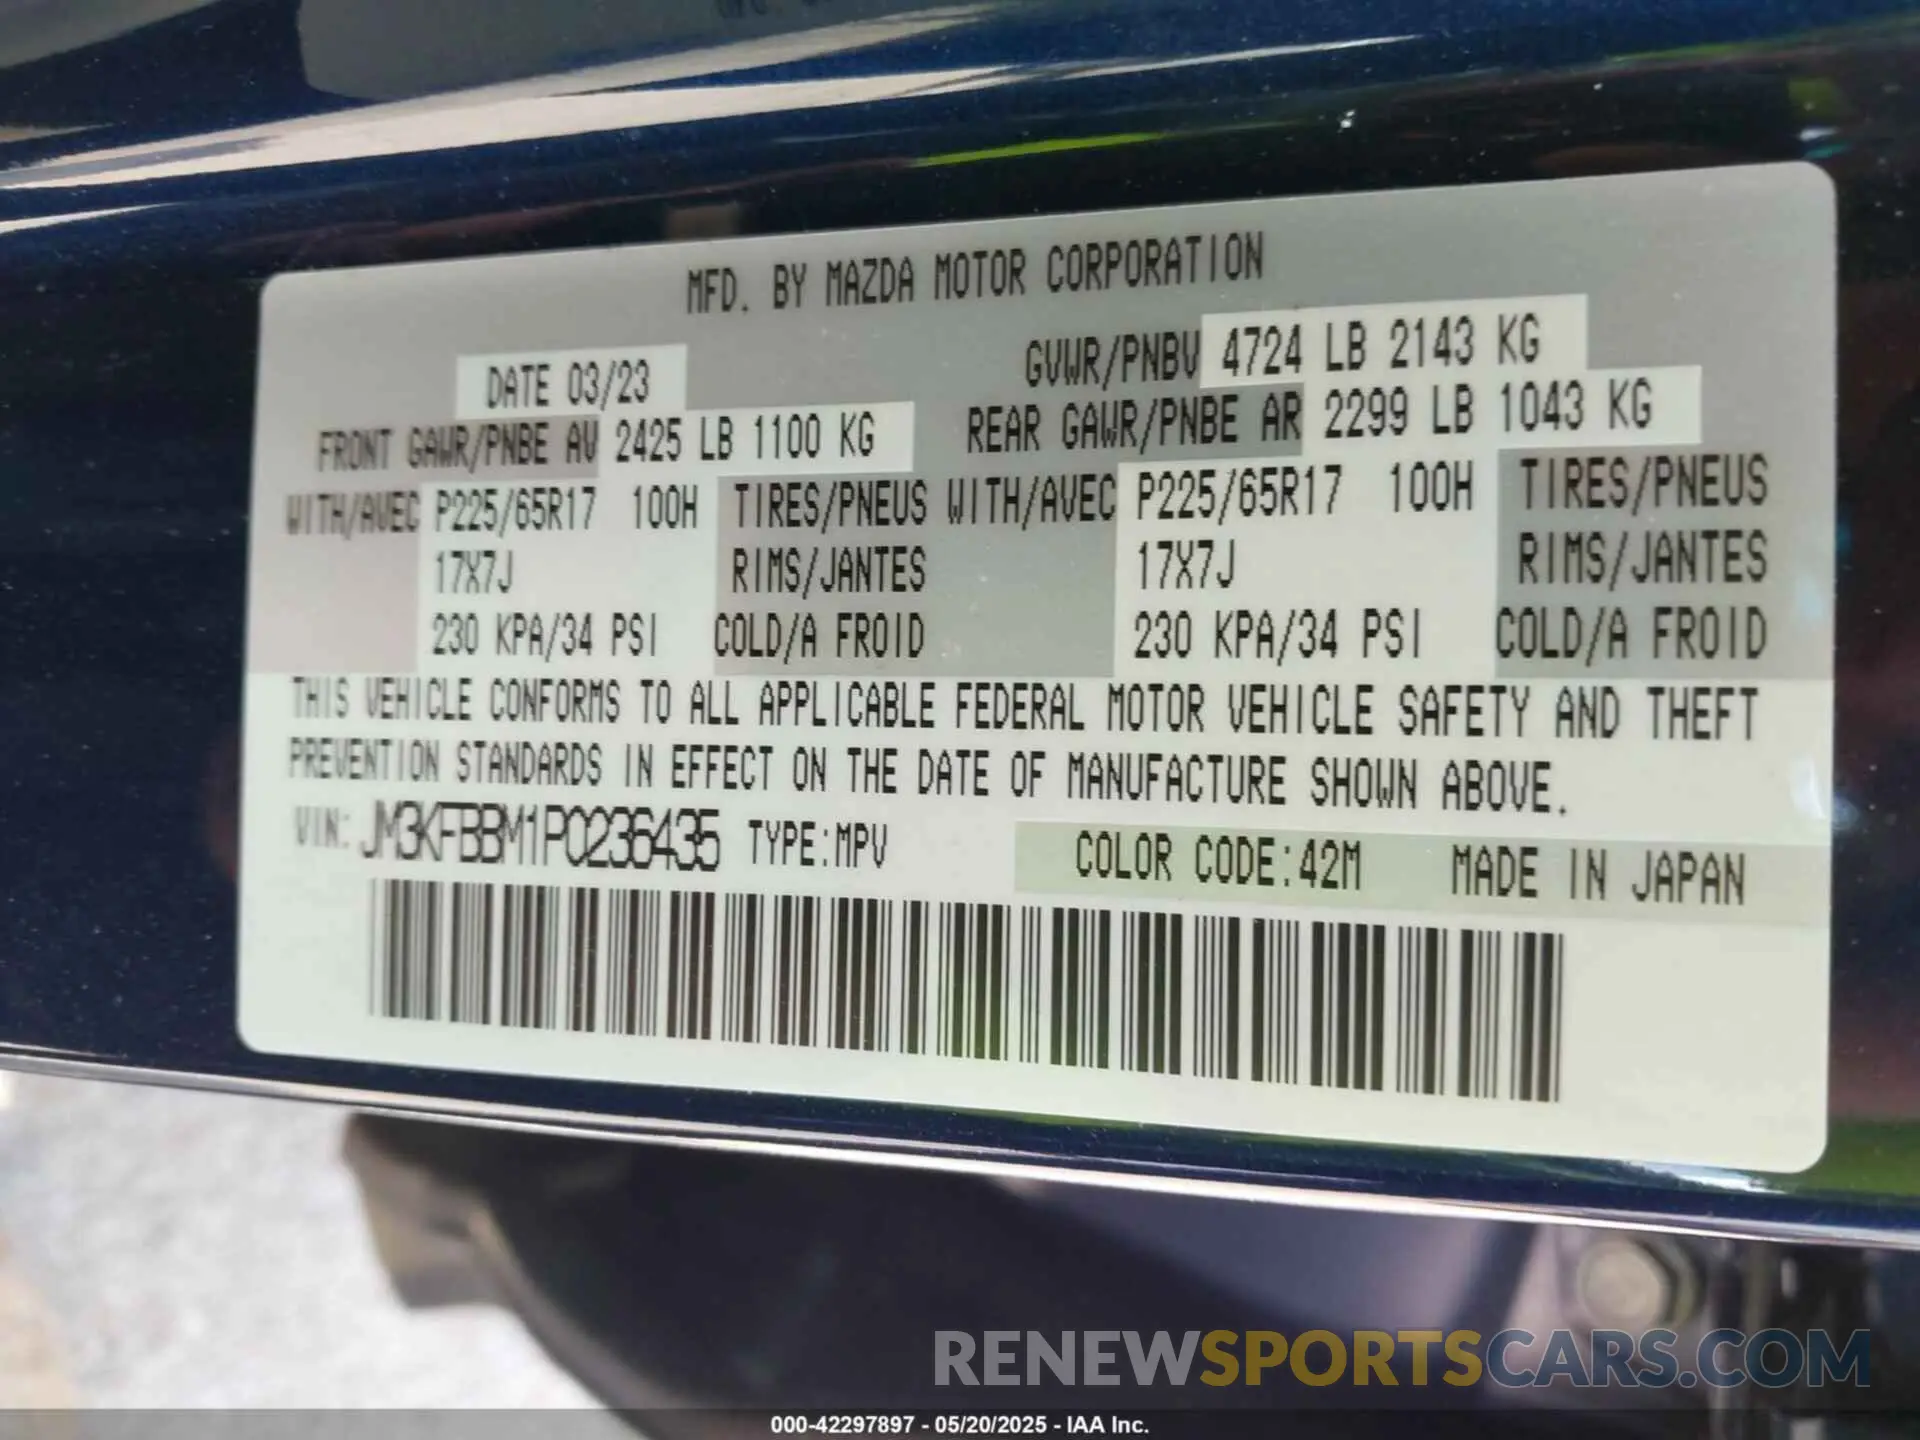 MFD. BY MAZDA MOTOR CORPORATION
DATE 03/23 GVWR/PNBV 4724 LB 2143 KG
FRONT GAWR/PNBE AV 2425 LB 1100 KG REAR GAWR/PNBE AR 2299 LB 1043 KG
WITH/AVEC P225/65R17 100H TIRES/PNEUS WITH/AVEC P225/65R17 100H TIRES/PNEUS
17X7J RIMS/JANTES 17X7J RIMS/JANTES
230 KPA/34 PSI COLD/A FROID 230 KPA/34 PSI COLD/A FROID
THIS VEHICLE CONFORMS TO ALL APPLICABLE FEDERAL MOTOR VEHICLE SAFETY AND THEFT
PREVENTION STANDARDS IN EFFECT ON THE DATE OF MANUFACTURE SHOWN ABOVE.
VIN: JM3KFBBM1P0236435 TYPE:MPV COLOR CODE:42M MADE IN JAPAN
RENEWSPORTSCARS.COM
000-42297897 - 05/20/2025 - IAA Inc.